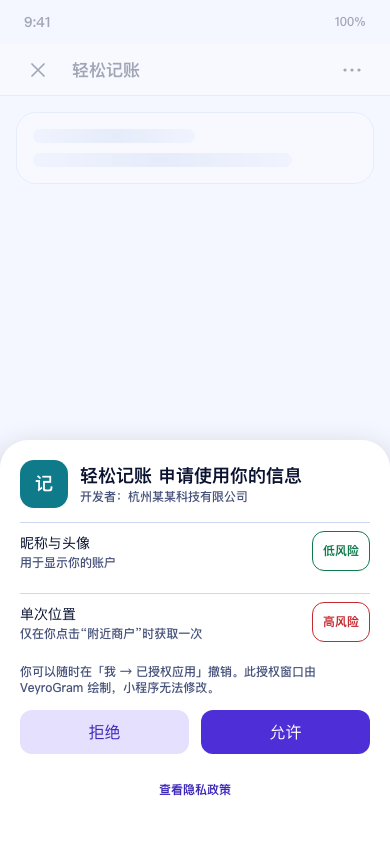 9:41
100%
轻松记账
记
轻松记账 申请使用你的信息
开发者：杭州某某科技有限公司
昵称与头像
用于显示你的账户
低风险
单次位置
仅在你点击“附近商户”时获取一次
高风险
你可以随时在「我 → 已授权应用」撤销。此授权窗口由
VeyroGram 绘制，小程序无法修改。
拒绝
允许
查看隐私政策